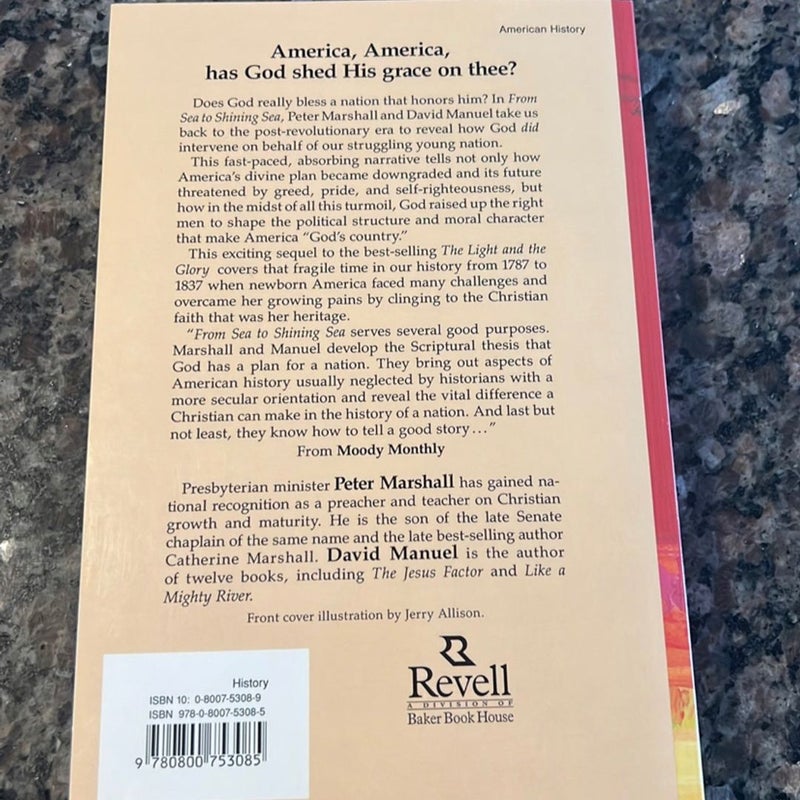 American History
America, America,
has God shed His grace on thee?
Does God really bless a nation that honors him? In From
Sea to Shining Sea, Peter Marshall and David Manuel take us
back to the post-revolutionary era to reveal how God did
intervene on behalf of our struggling young nation.
This fast-paced, absorbing narrative tells not only how
America's divine plan became downgraded and its future
threatened by greed, pride, and self-righteousness, but
how in the midst of all this turmoil, God raised up the right
men to shape the political structure and moral character
that make America "God's country."
This exciting sequel to the best-selling The Light and the
Glory covers that fragile time in our history from 1787 to
1837 when newborn America faced many challenges and
overcame her growing pains by clinging to the Christian
faith that was her heritage.
"From Sea to Shining Sea serves several good purposes.
Marshall and Manuel develop the Scriptural thesis that
God has a plan for a nation. They bring out aspects of
American history usually neglected by historians with a
more secular orientation and reveal the vital difference a
Christian can make in the history of a nation. And last but
not least, they know how to tell a good story..."
From Moody Monthly
Presbyterian minister Peter Marshall has gained na-
tional recognition as a preacher and teacher on Christian
growth and maturity. He is the son of the late Senate
chaplain of the same name and the late best-selling author
Catherine Marshall. David Manuel is the author
of twelve books, including The Jesus Factor and Like a
Mighty River.
Front cover illustration by Jerry Allison.
R
Revell
A DIVISION OF
Baker Book House
History
ISBN 10: 0-8007-5308-9
ISBN 978-0-8007-5308-5
9 780800 753085